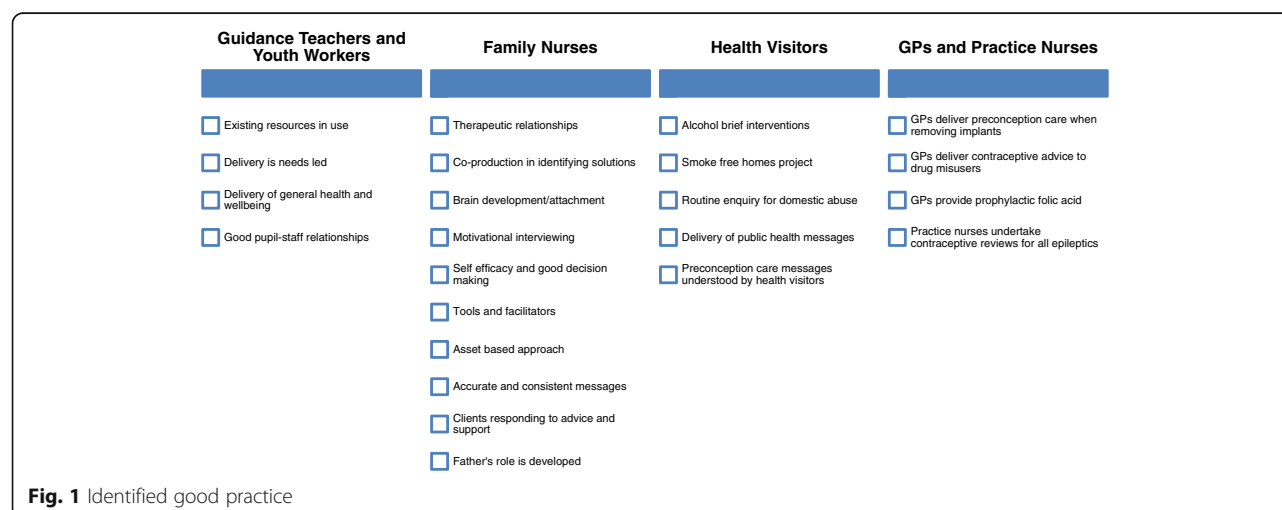 Guidance Teachers and
Youth Workers
Existing resources in use
Delivery is needs led
Delivery of general health and
wellbeing
Good pupil-staff relationships
Family Nurses
Therapeutic relationships
Co-production in identifying solutions
Brain development/attachment
Motivational interviewing
Self efficacy and good decision
making
Tools and facilitators
Asset based approach
Accurate and consistent messages
Clients responding to advice and
support
Father's role is developed
Health Visitors
Alcohol brief interventions
Smoke free homes project
Routine enquiry for domestic abuse
Delivery of public health messages
Preconception care messages
understood by health visitors
GPs and Practice Nurses
GPs deliver preconception care when
removing implants
GPs deliver contraceptive advice to
drug misusers
GPs provide prophylactic folic acid
Practice nurses undertake
contraceptive reviews for all epileptics
Fig. 1 Identified good practice